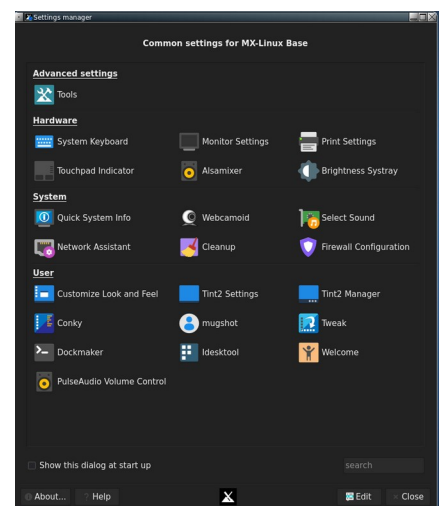 Settings manager
Common settings for MX-Linux Base
Advanced settings
Tools
Hardware
System Keyboard Monitor Settings Print Settings
Touchpad Indicator Alsamixer Brightness Systray
System
Quick System Info Webcamoid Select Sound
Network Assistant Cleanup Firewall Configuration
User
Customize Look and Feel Tint2 Settings Tint2 Manager
Conky mugshot Tweak
Dockmaker Idesktool Welcome
PulseAudio Volume Control
Show this dialog at start up search
About... ? Help Edit Close